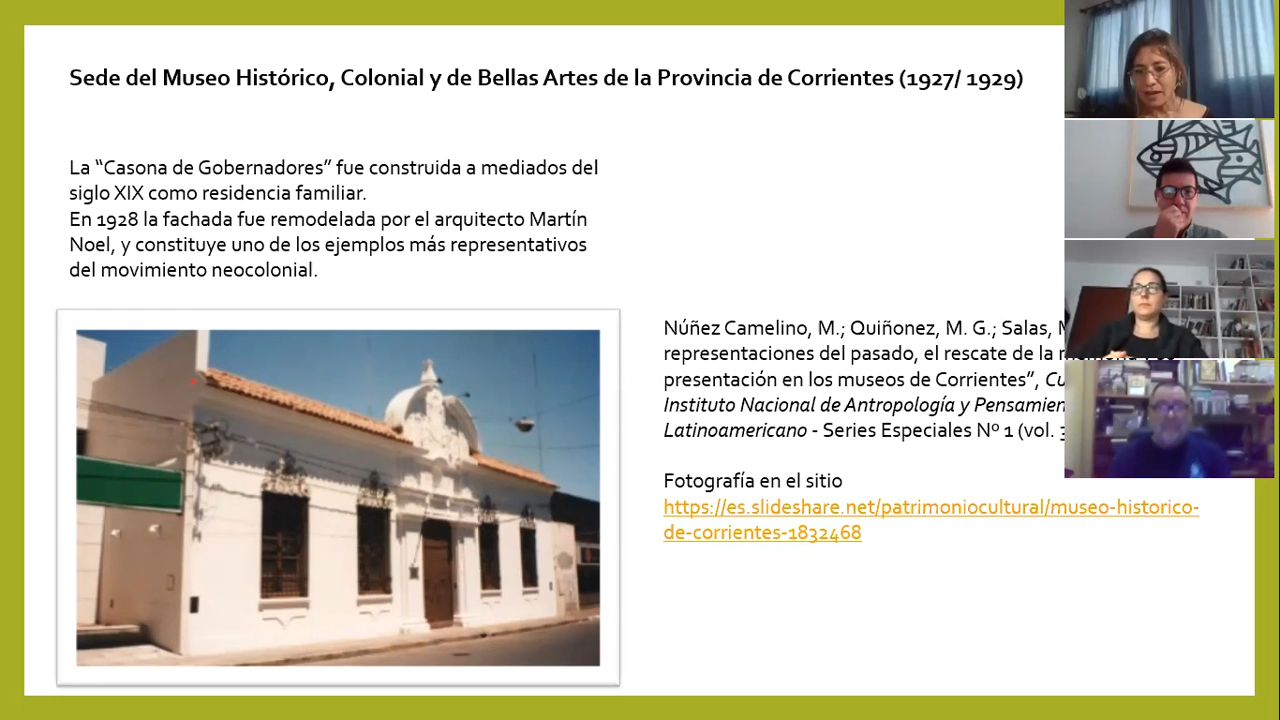 Sede del Museo Histórico, Colonial y de Bellas Artes de la Provincia de Corrientes (1927/ 1929)
La “Casona de Gobernadores” fue construida a mediados del
siglo XIX como residencia familiar.
En 1928 la fachada fue remodelada por el arquitecto Martín
Noel, y constituye uno de los ejemplos más representativos
del movimiento neocolonial.
Núñez Camelino, M.; Quiñonez, M. G.; Salas,
representaciones del pasado, el rescate de la
presentación en los museos de Corrientes”,
Instituto Nacional de Antropología y
Latinoamericano - Series Especiales Nº 1 (vol.
Fotografía en el sitio
https://es.slideshare.net/patrimoniocultural/museo-historico-
de-corrientes-1832468